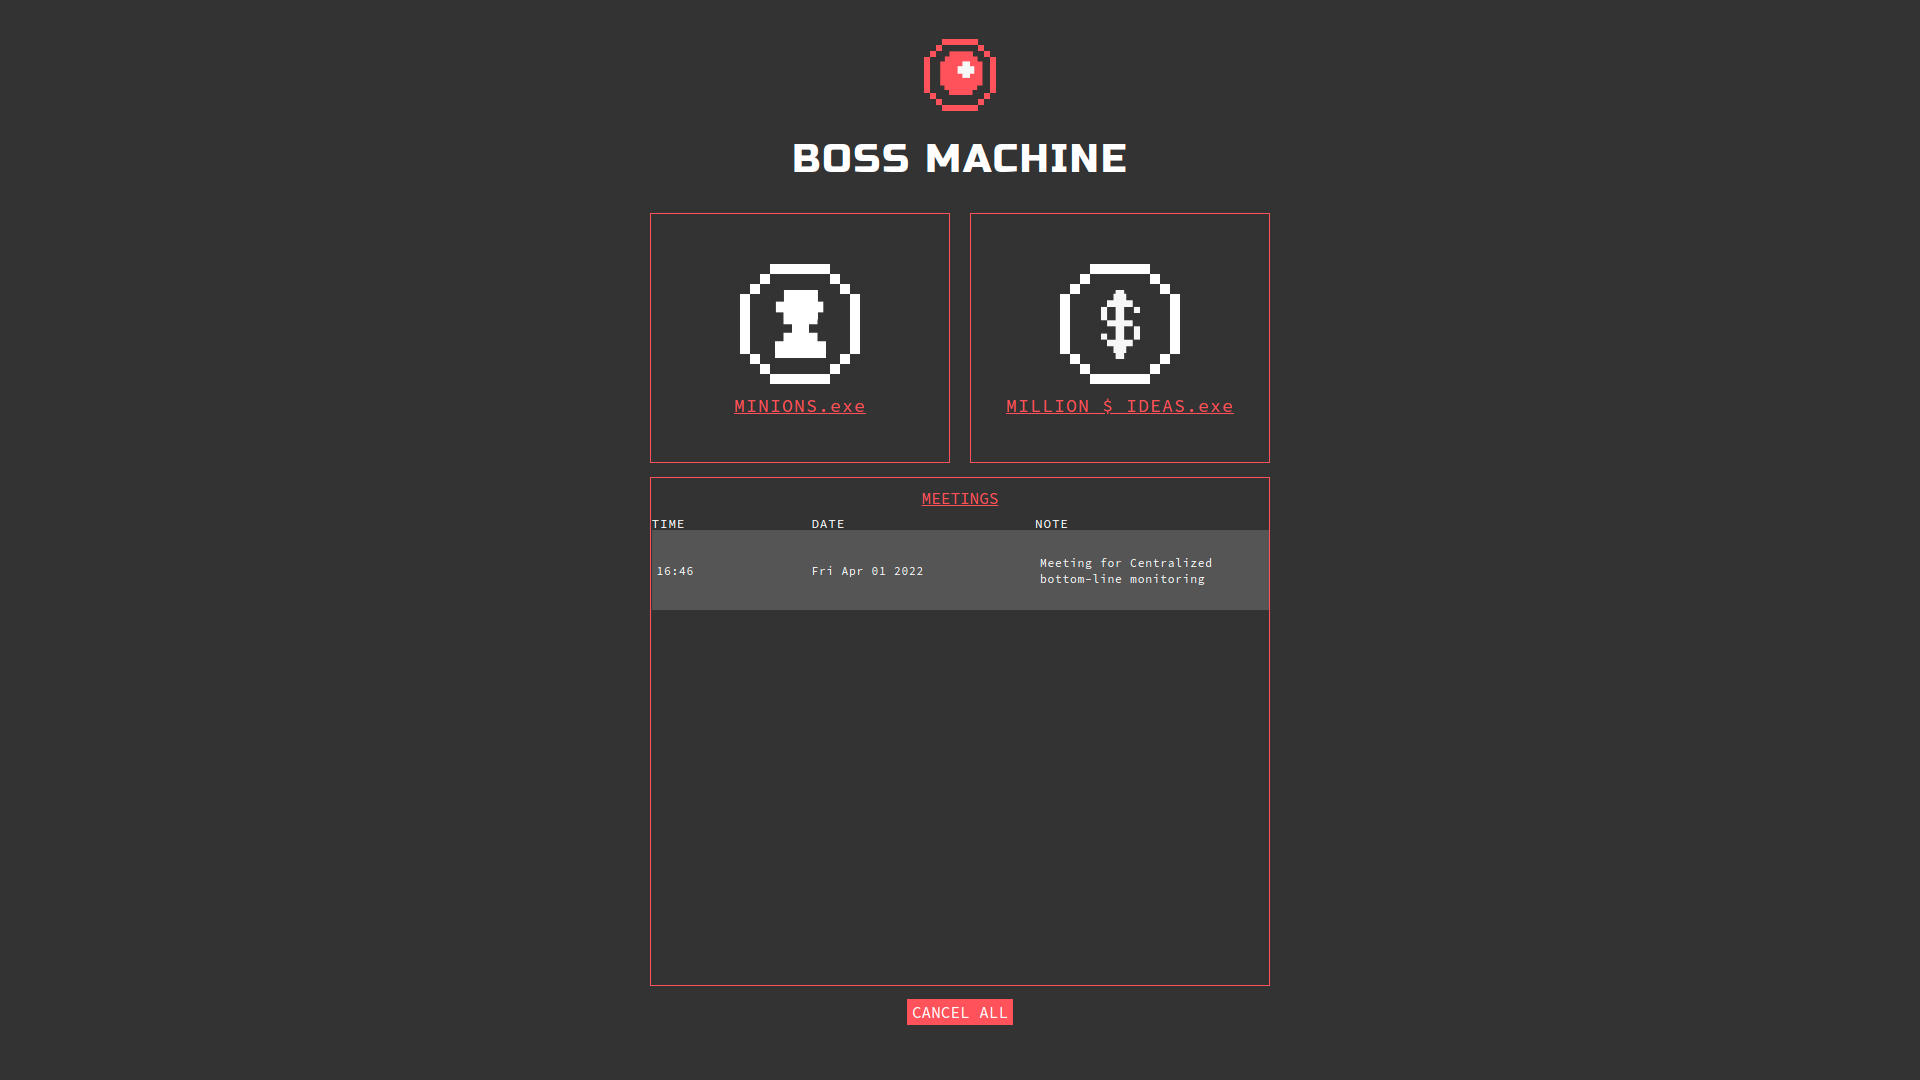 BOSS MACHINE
MINIONS.exe
MILLION $ IDEAS.exe
MEETINGS
TIME DATE NOTE
16:46 Fri Apr 01 2022 Meeting for Centralized
bottom-line monitoring
CANCEL ALL